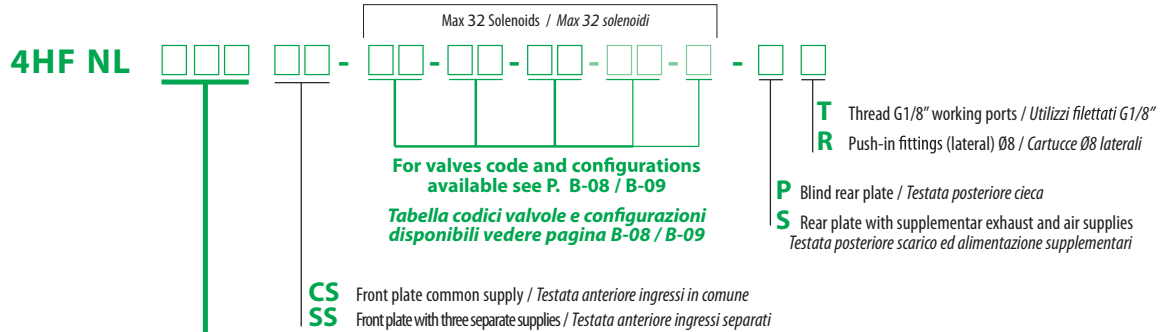 Max 32 Solenoids / Max 32 solenoidi
4HF NL - - - - - -
T Thread G1/8" working ports / Utilizzi filettati G1/8"
R Push-in fittings (lateral) Ø8 / Cartucce Ø8 laterali
For valves code and configurations
available see P. B-08 / B-09
Tabella codici valvole e configurazioni
disponibili vedere pagina B-08 / B-09
P Blind rear plate / Testata posteriore cieca
S Rear plate with supplementar exhaust and air supplies
Testata posteriore scarico ed alimentazione supplementari
CS Front plate common supply / Testata anteriore ingressi in comune
SS Front plate with three separate supplies / Testata anteriore ingressi separati